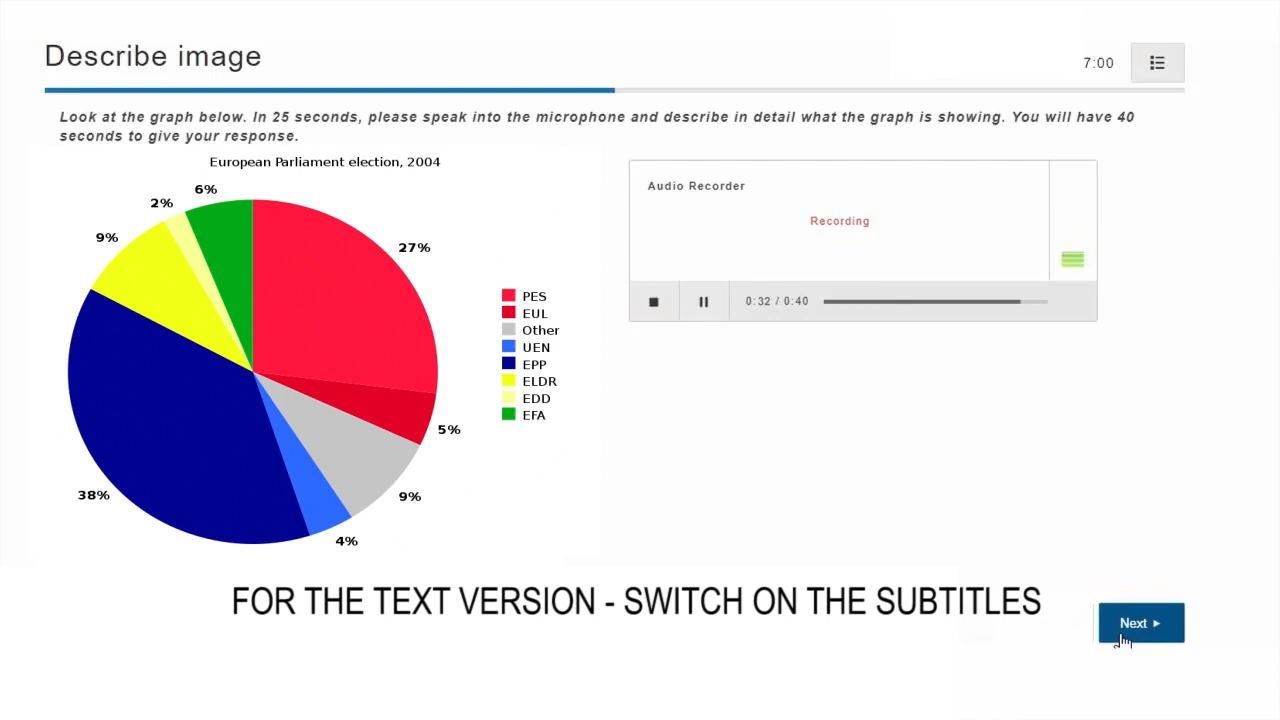 Describe image
7:00
Look at the graph below. In 25 seconds, please speak into the microphone and describe in detail what the graph is showing. You will have 40
seconds to give your response.
European Parliament election, 2004
6%
2%
9%
27%
5%
9%
4%
38%
PES
EUL
Other
UEN
EPP
ELDR
EDD
EFA
Audio Recorder
Recording
0:32 / 0:40
FOR THE TEXT VERSION - SWITCH ON THE SUBTITLES
Next